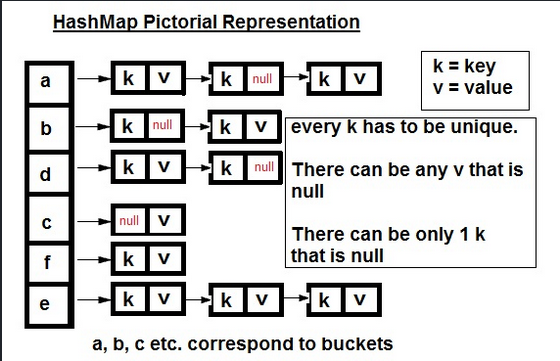 HashMap Pictorial Representation
a k v k null k v
k = key
v = value
b k null k v
every k has to be unique.
d k v k null
There can be any v that is
null
c null v
There can be only 1 k
that is null
f k v
e k v k v k v
a, b, c etc. correspond to buckets